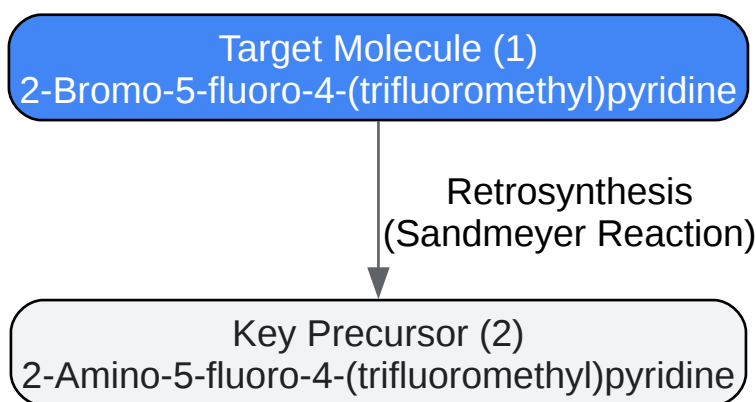 Target Molecule (1)
2-Bromo-5-fluoro-4-(trifluoromethyl)pyridine
Retrosynthesis
(Sandmeyer Reaction)
Key Precursor (2)
2-Amino-5-fluoro-4-(trifluoromethyl)pyridine